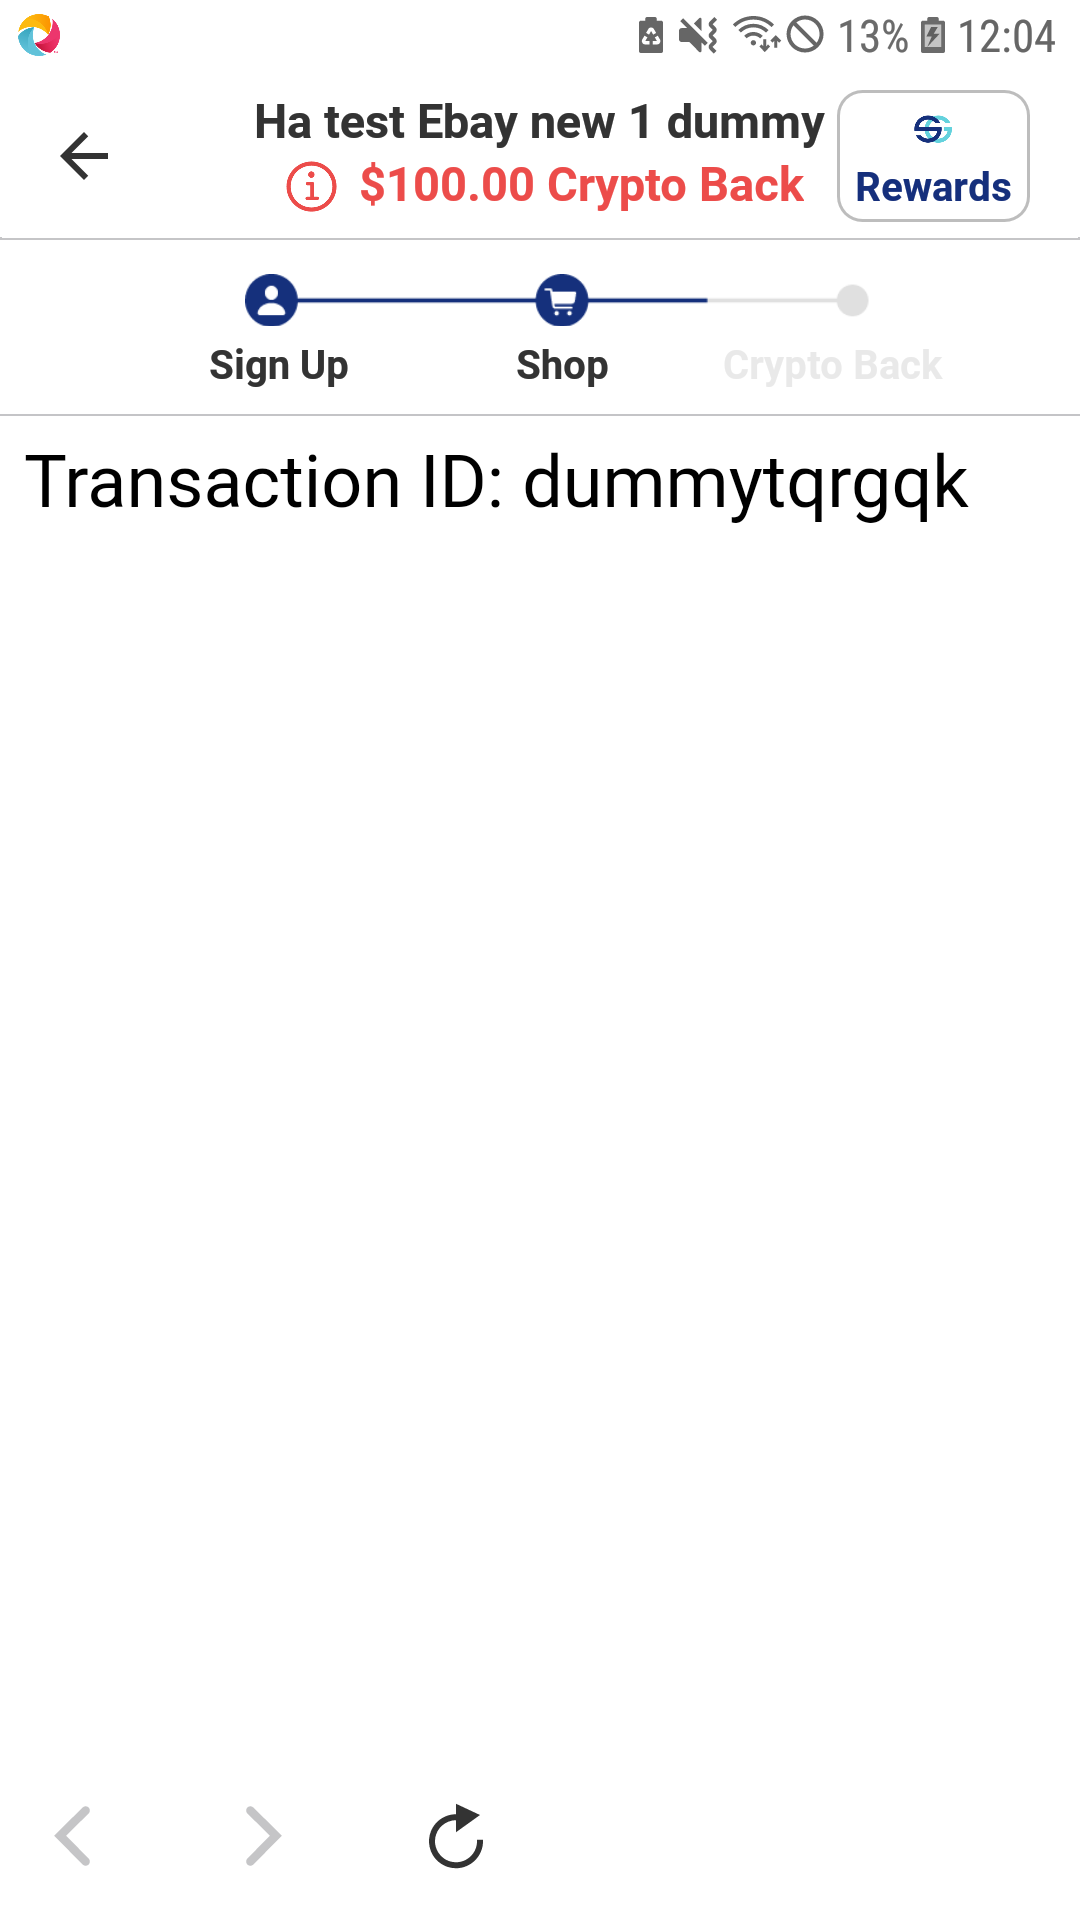 13% 12:04
Ha test Ebay new 1 dummy
$100.00 Crypto Back
Rewards
Sign Up Shop Crypto Back
Transaction ID: dummytqrgqk